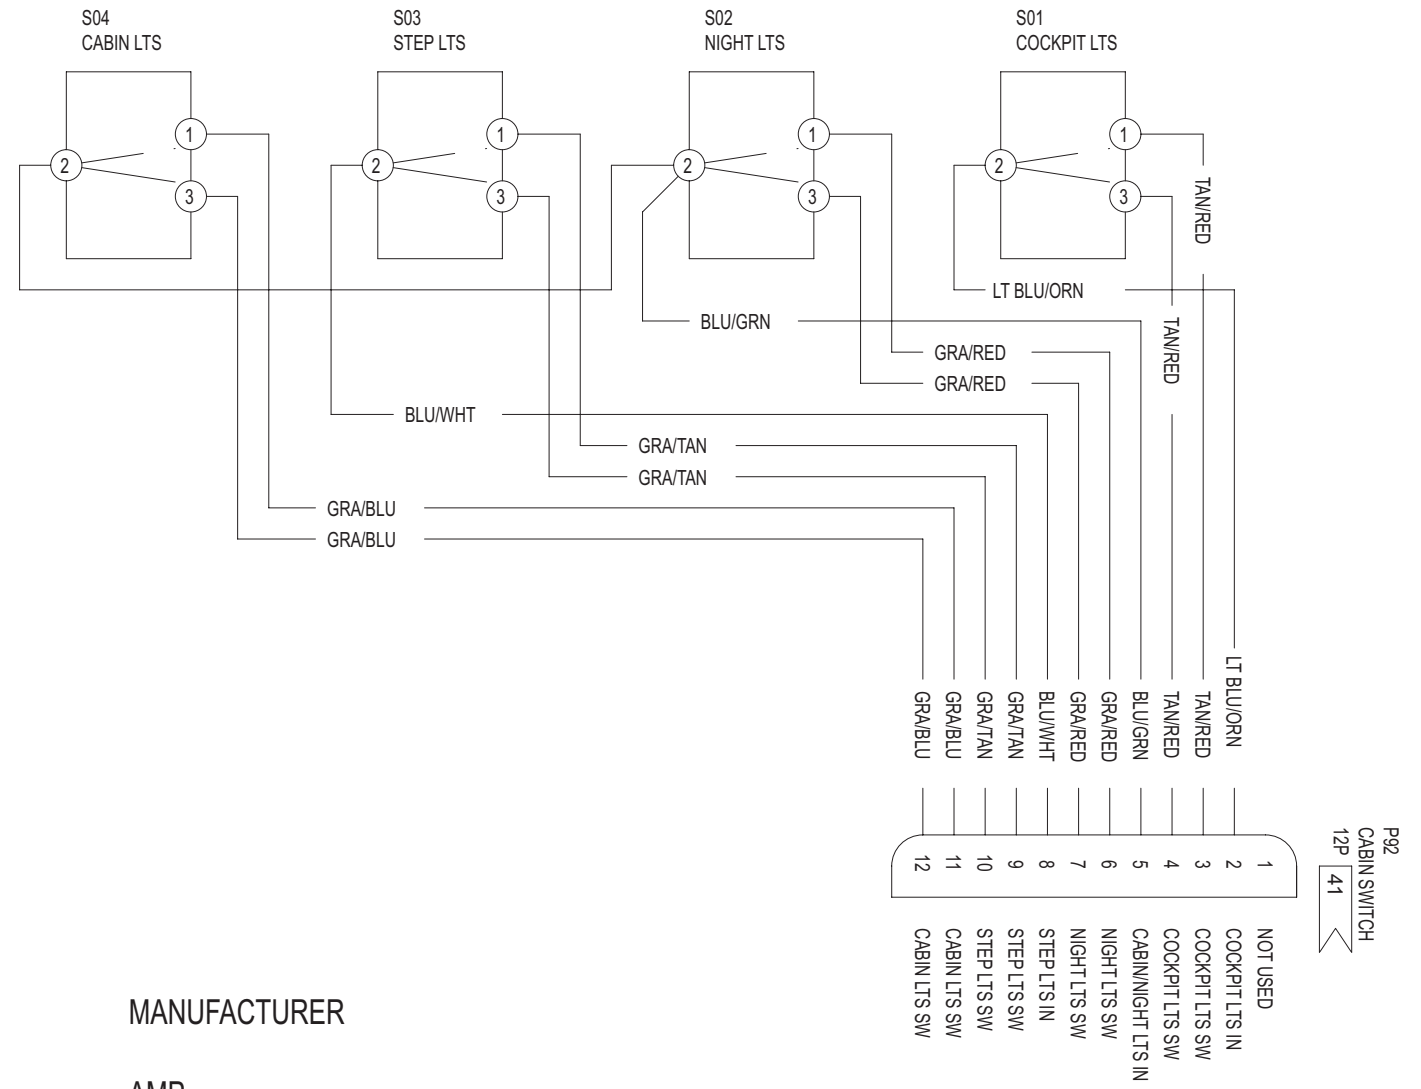 S04
CABIN LTS
S03
STEP LTS
S02
NIGHT LTS
S01
COCKPIT LTS
1
2
3
1
2
3
1
2
3
1
2
3
TAN/RED
LT BLU/ORN
BLU/GRN
TAN/RED
GRA/RED
GRA/RED
BLU/WHT
GRA/TAN
GRA/TAN
GRA/BLU
GRA/BLU
GRA/BLU
GRA/BLU
GRA/TAN
GRA/TAN
BLU/WHT
GRA/RED
GRA/RED
BLU/GRN
TAN/RED
TAN/RED
LT BLU/ORN
12
11
10
9
8
7
6
5
4
3
2
1
P92
CABIN SWITCH
12P
41
CABIN LTS SW
CABIN LTS SW
STEP LTS SW
STEP LTS SW
STEP LTS IN
NIGHT LTS SW
NIGHT LTS SW
CABIN/NIGHT LTS IN
COCKPIT LTS SW
COCKPIT LTS SW
COCKPIT LTS IN
NOT USED
MANUFACTURER